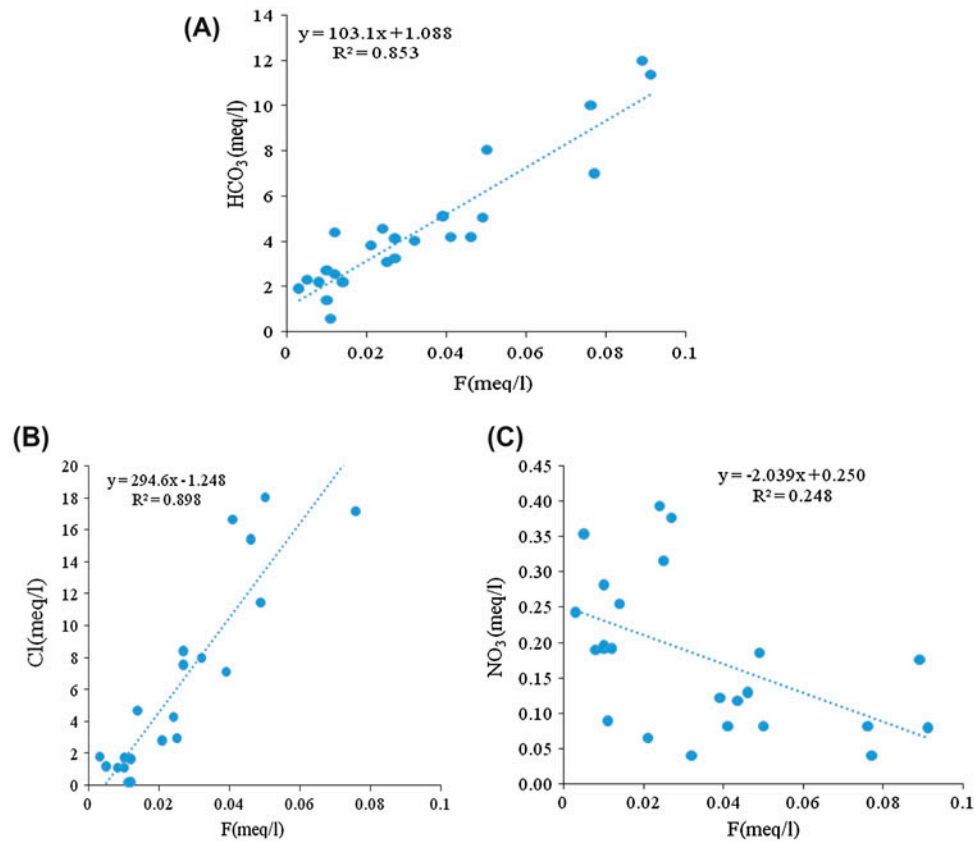 (A)
y = 103.1x + 1.088
R² = 0.853
14
12
10
8
6
4
2
0
HCO₃(meq/l)
0 0.02 0.04 0.06 0.08 0.1
F(meq/l)
(B)
y = 294.6x - 1.248
R² = 0.898
20
18
16
14
12
10
8
6
4
2
0
Cl(meq/l)
0 0.02 0.04 0.06 0.08 0.1
F(meq/l)
(C)
y = -2.039x + 0.250
R² = 0.248
0.45
0.40
0.35
0.30
0.25
0.20
0.15
0.10
0.05
0.00
NO₃(meq/l)
0 0.02 0.04 0.06 0.08 0.1
F(meq/l)